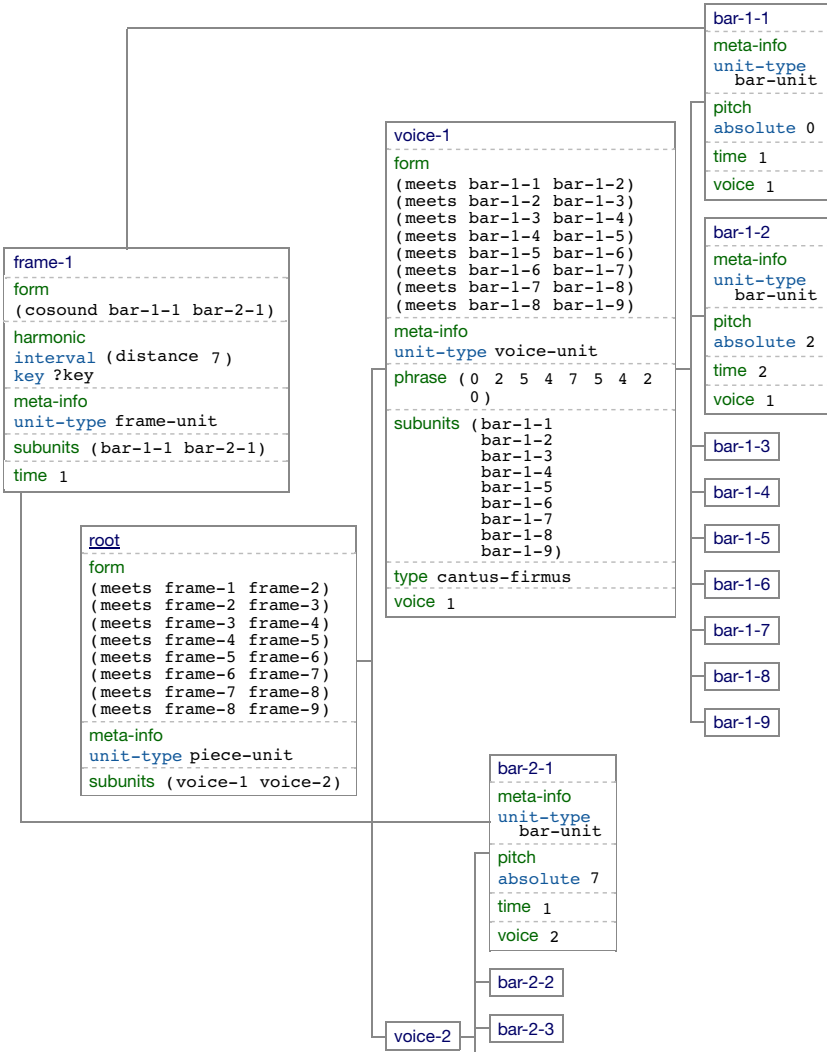 bar-1-1
meta-info
unit-type
bar-unit
pitch
absolute 0
time 1
voice 1
voice-1
form
(meets bar-1-1 bar-1-2)
(meets bar-1-2 bar-1-3)
(meets bar-1-3 bar-1-4)
(meets bar-1-4 bar-1-5)
(meets bar-1-5 bar-1-6)
(meets bar-1-6 bar-1-7)
(meets bar-1-7 bar-1-8)
(meets bar-1-8 bar-1-9)
meta-info
unit-type voice-unit
phrase (0 2 5 4 7 5 4 2
0)
subunits (bar-1-1
bar-1-2
bar-1-3
bar-1-4
bar-1-5
bar-1-6
bar-1-7
bar-1-8
bar-1-9)
type cantus-firmus
voice 1
bar-1-2
meta-info
unit-type
bar-unit
pitch
absolute 2
time 2
voice 1
bar-1-3
bar-1-4
bar-1-5
bar-1-6
bar-1-7
bar-1-8
bar-1-9
frame-1
form
(cosound bar-1-1 bar-2-1)
harmonic
interval (distance 7)
key ?key
meta-info
unit-type frame-unit
subunits (bar-1-1 bar-2-1)
time 1
root
form
(meets frame-1 frame-2)
(meets frame-2 frame-3)
(meets frame-3 frame-4)
(meets frame-4 frame-5)
(meets frame-5 frame-6)
(meets frame-6 frame-7)
(meets frame-7 frame-8)
(meets frame-8 frame-9)
meta-info
unit-type piece-unit
subunits (voice-1 voice-2)
bar-2-1
meta-info
unit-type
bar-unit
pitch
absolute 7
time 1
voice 2
bar-2-2
voice-2
bar-2-3